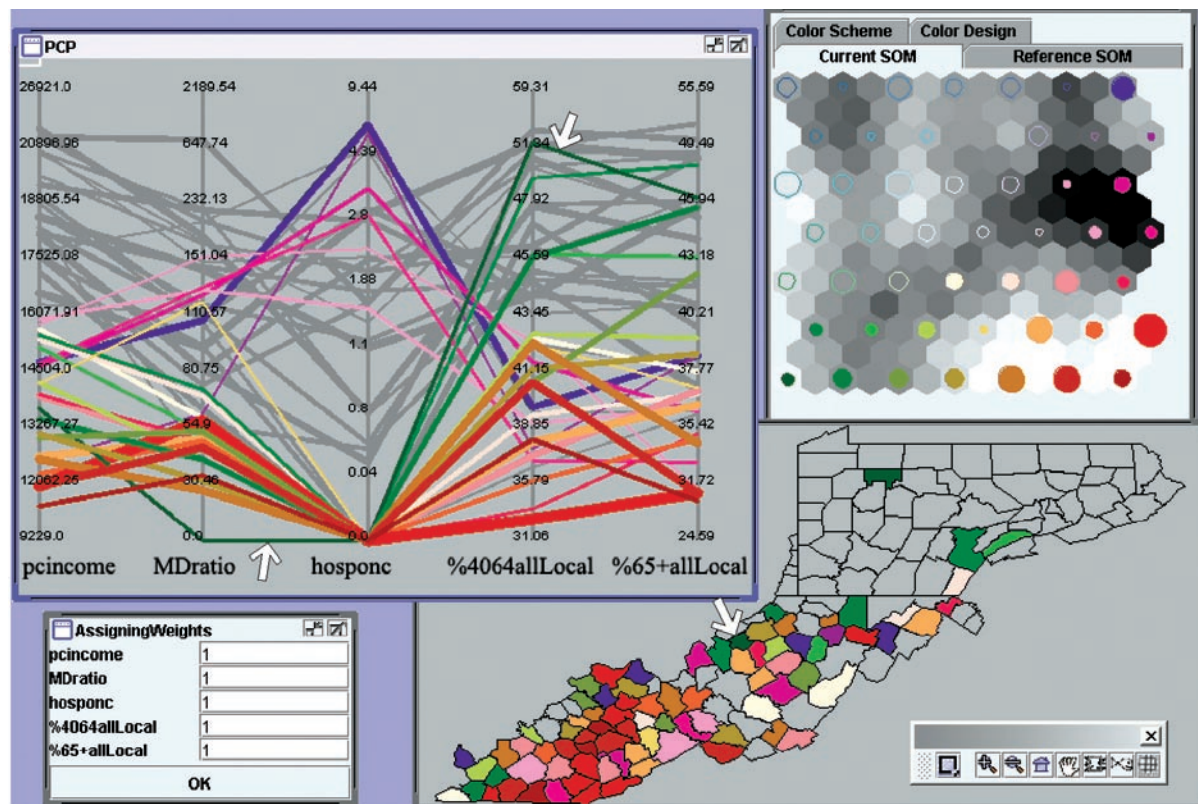 PCP
26921.0 2189.54 9.44 59.31 55.59
20896.96 647.74 4.39 51.84 49.49
18805.54 232.13 2.8 47.92 45.94
17525.08 151.04 1.88 45.59 43.18
16071.91 110.57 1.1 43.45 40.21
14504.0 80.75 0.8 41.15 37.77
13267.27 54.9 0.04 38.85 35.42
12062.25 30.46 35.79 31.72
9229.0 0.0 0.0 31.06 24.59
pcincome MDratio hosponc %4064allLocal %65+allLocal
Color Scheme Color Design
Current SOM Reference SOM
AssigningWeights
pcincome 1
MDratio 1
hosponc 1
%4064allLocal 1
%65+allLocal 1
OK